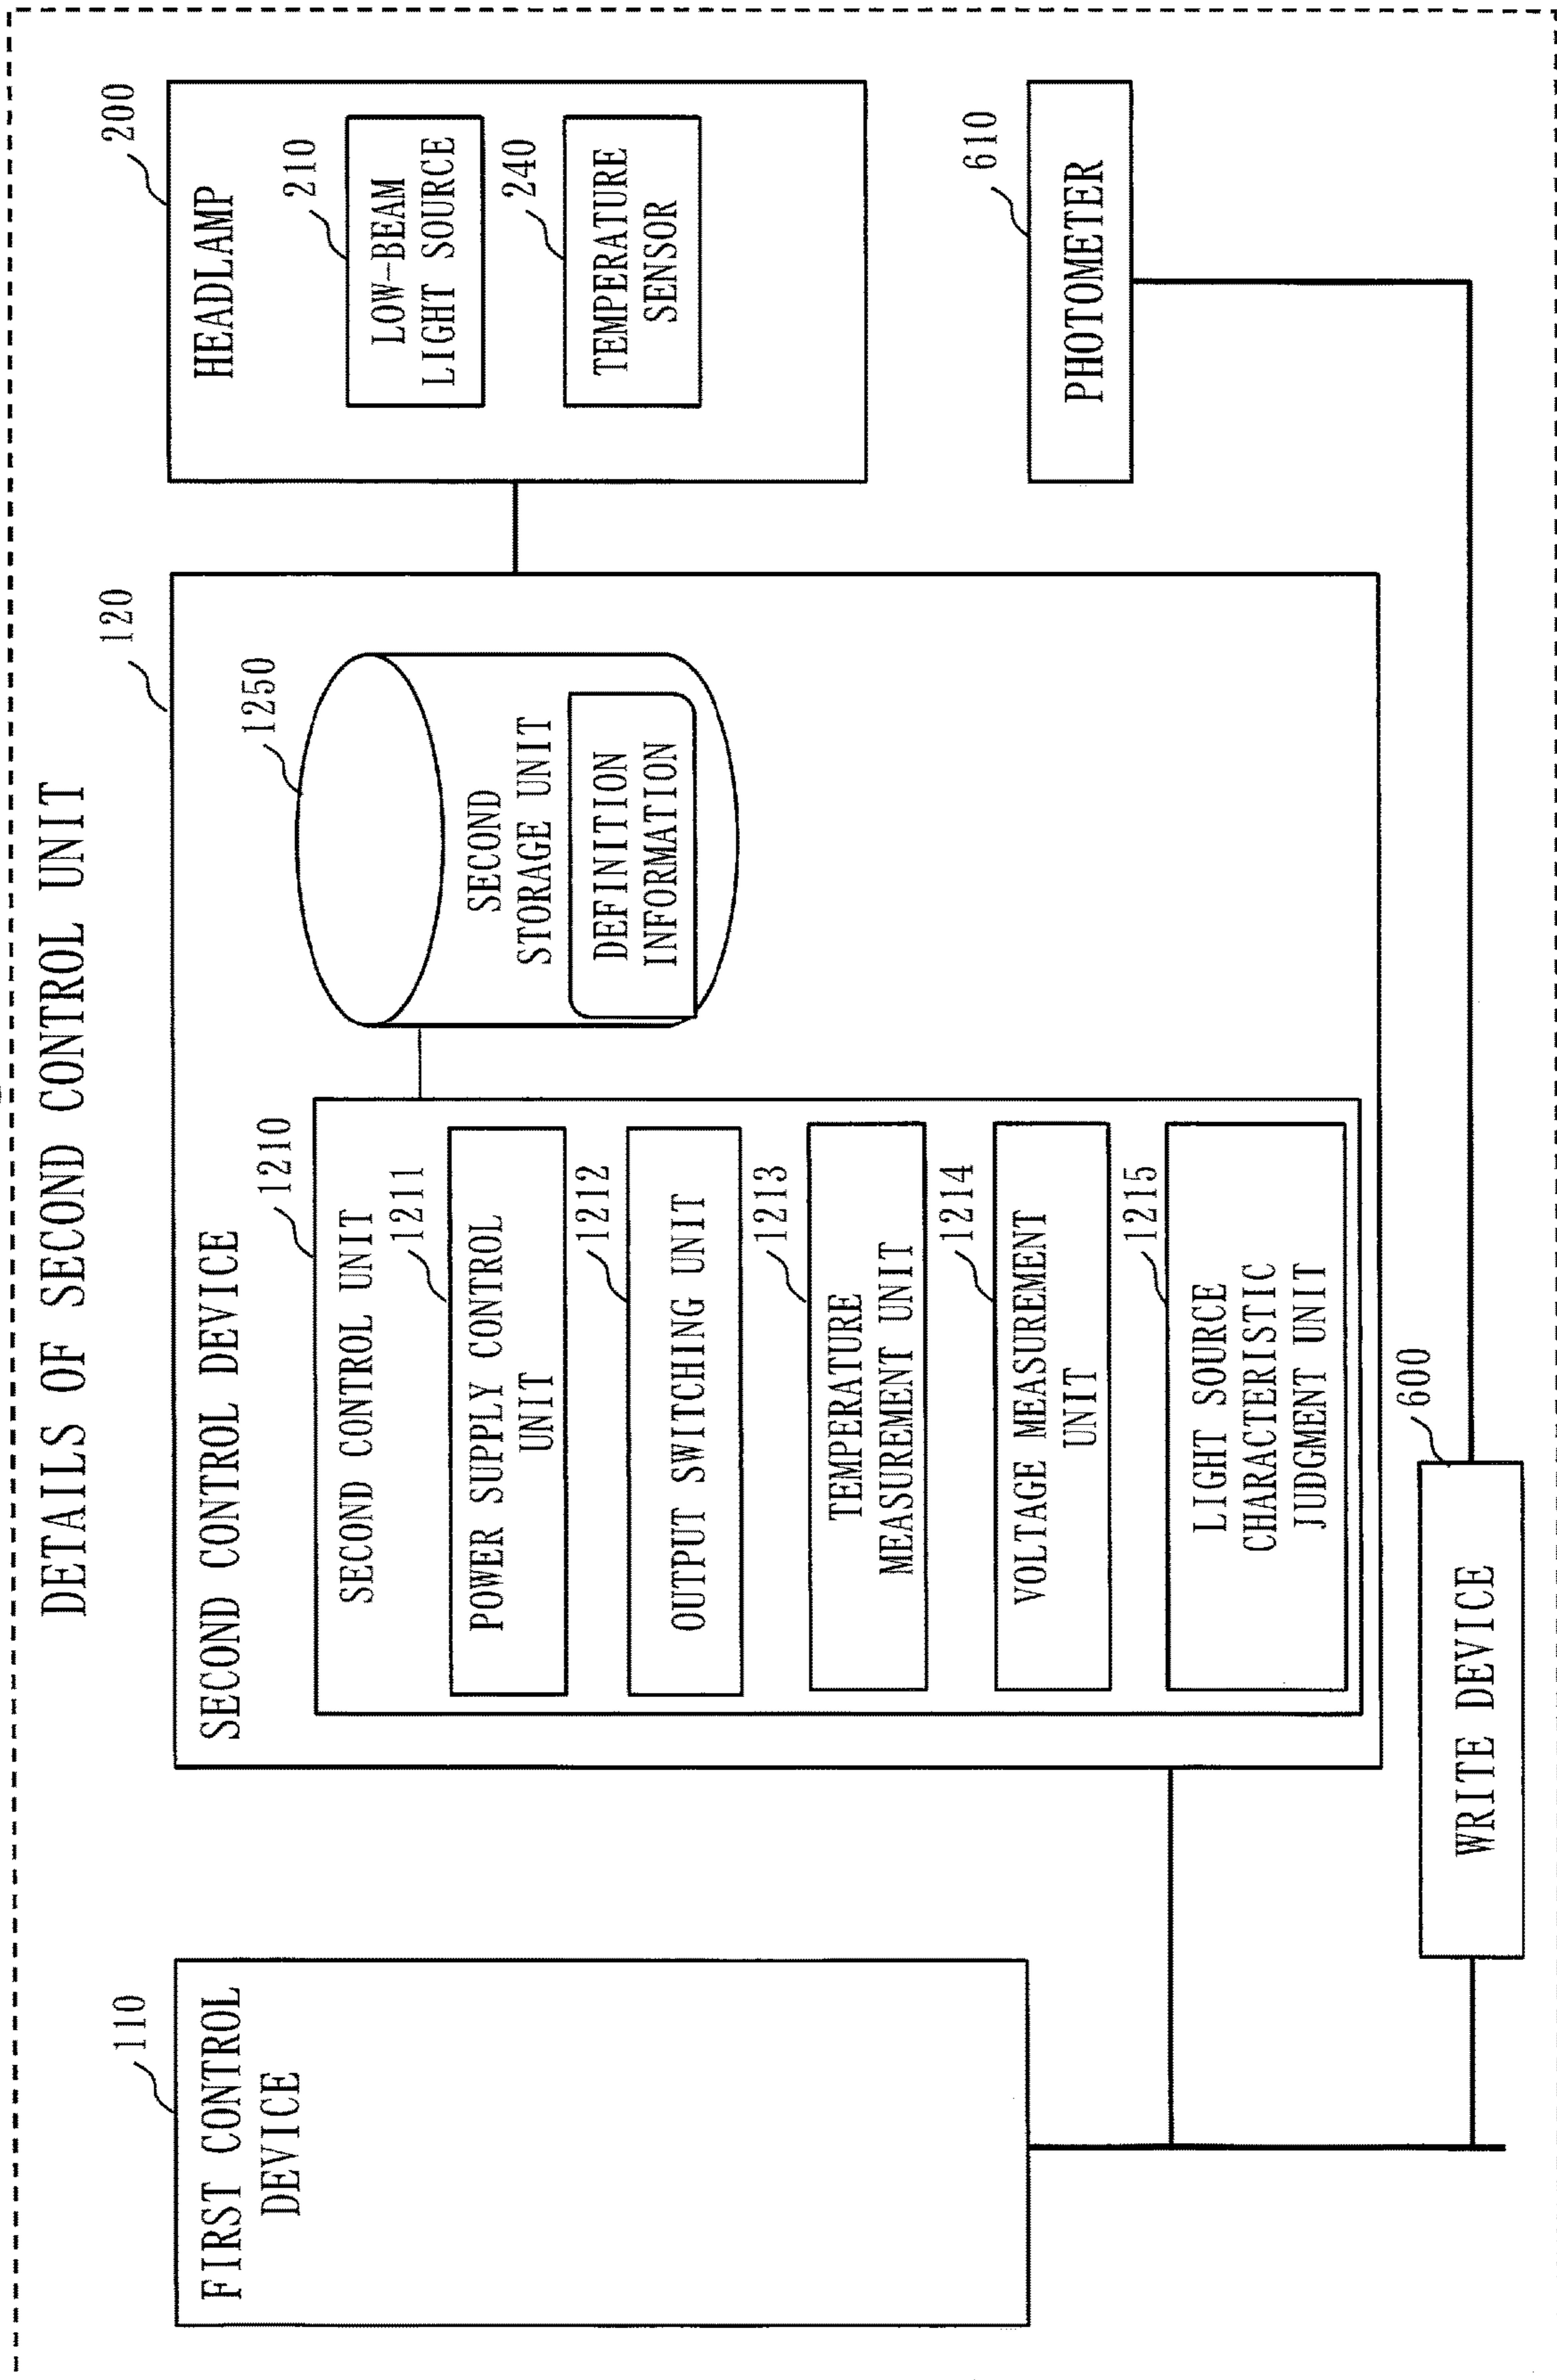 DETAILS OF SECOND CONTROL UNIT
110
FIRST CONTROL
DEVICE
120
SECOND CONTROL DEVICE
1210
SECOND CONTROL UNIT
1211
POWER SUPPLY CONTROL
UNIT
1212
OUTPUT SWITCHING UNIT
1213
TEMPERATURE
MEASUREMENT UNIT
1214
VOLTAGE MEASUREMENT
UNIT
1215
LIGHT SOURCE
CHARACTERISTIC
JUDGMENT UNIT
1250
SECOND
STORAGE UNIT
DEFINITION
INFORMATION
200
HEADLAMP
210
LOW-BEAM
LIGHT SOURCE
240
TEMPERATURE
SENSOR
610
PHOTOMETER
600
WRITE DEVICE